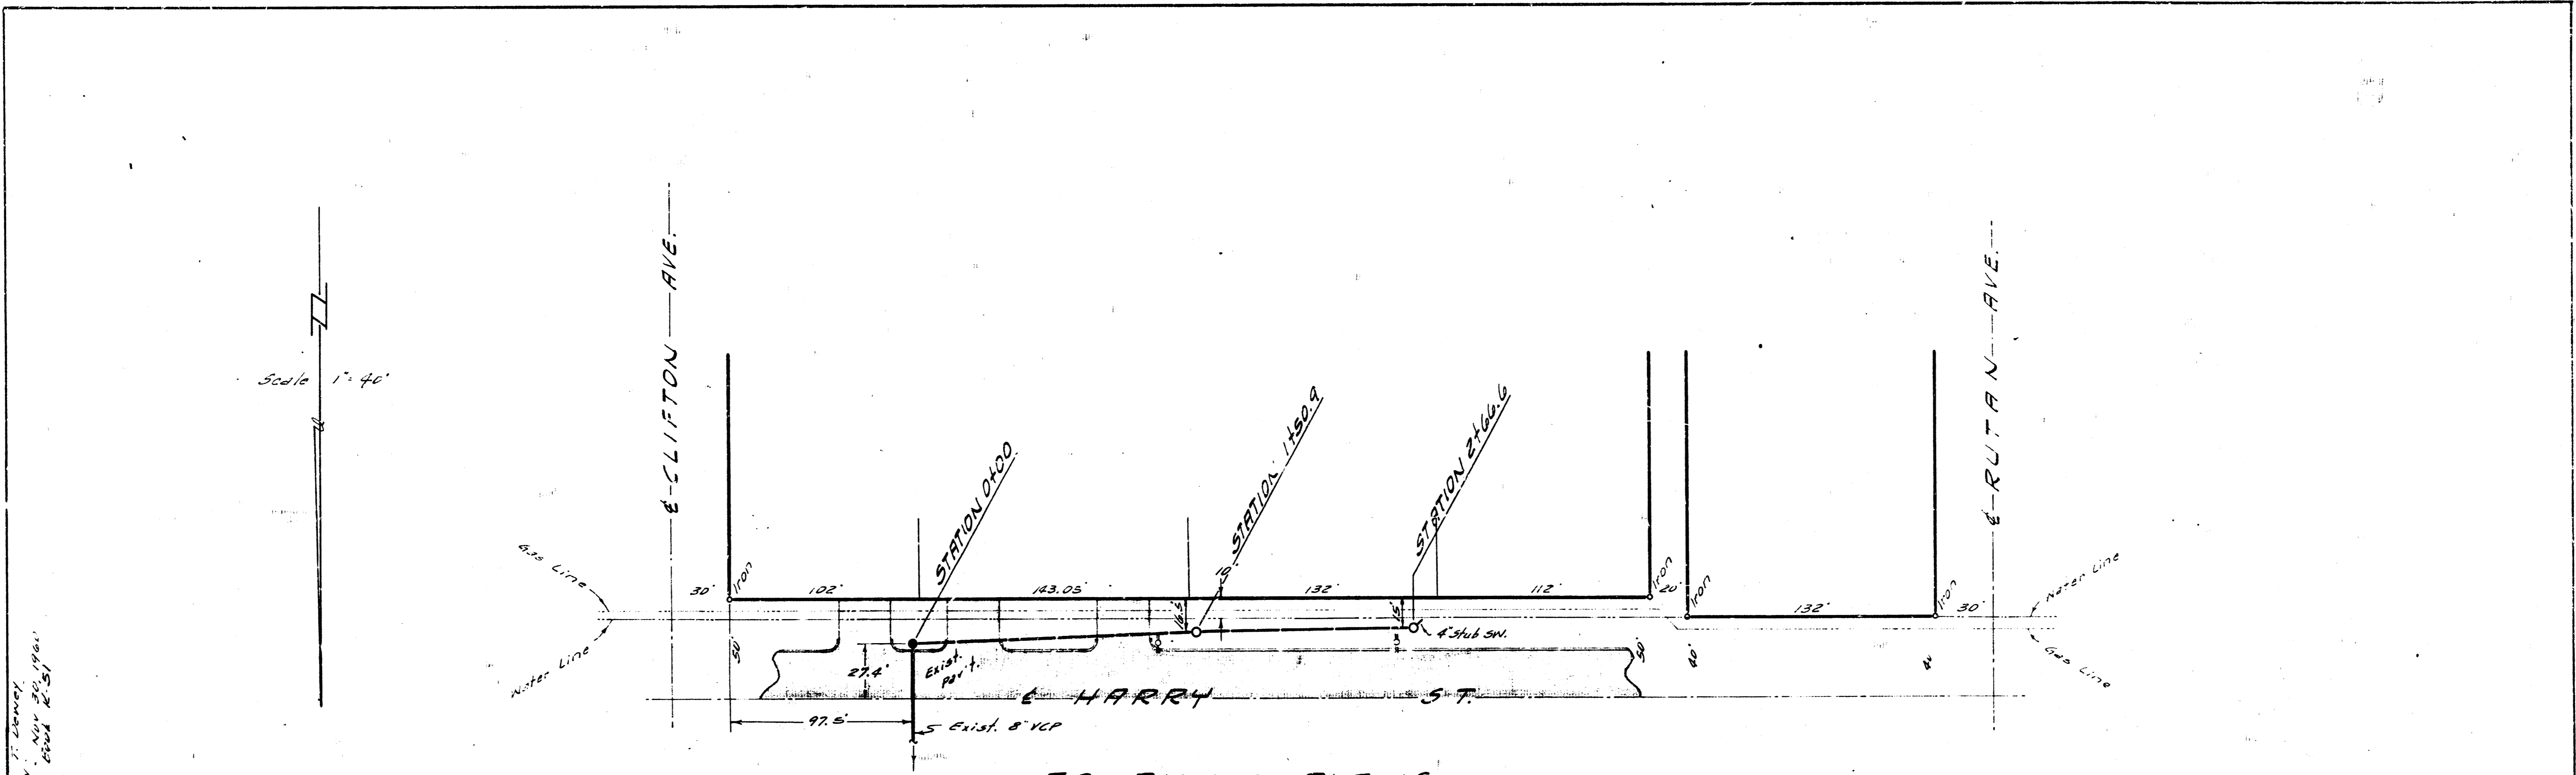 Scale 1"=40'
℄ CLIFTON AVE.
℄ RUTAN AVE.
STATION 0+00
STATION 1+50.9
STATION 2+66.6
Gas Line
Water Line
30'
Iron
102'
143.05'
10'
132'
112'
Iron
20'
Iron
132'
Iron
30'
Water Line
Gas Line
50'
16.5'
15'
4" Stub SW.
50'
40'
27.4'
Exist.
℄ HARRY ST.
97.5'
Exist. 8" VCP
NOV 30, 1960
K-51